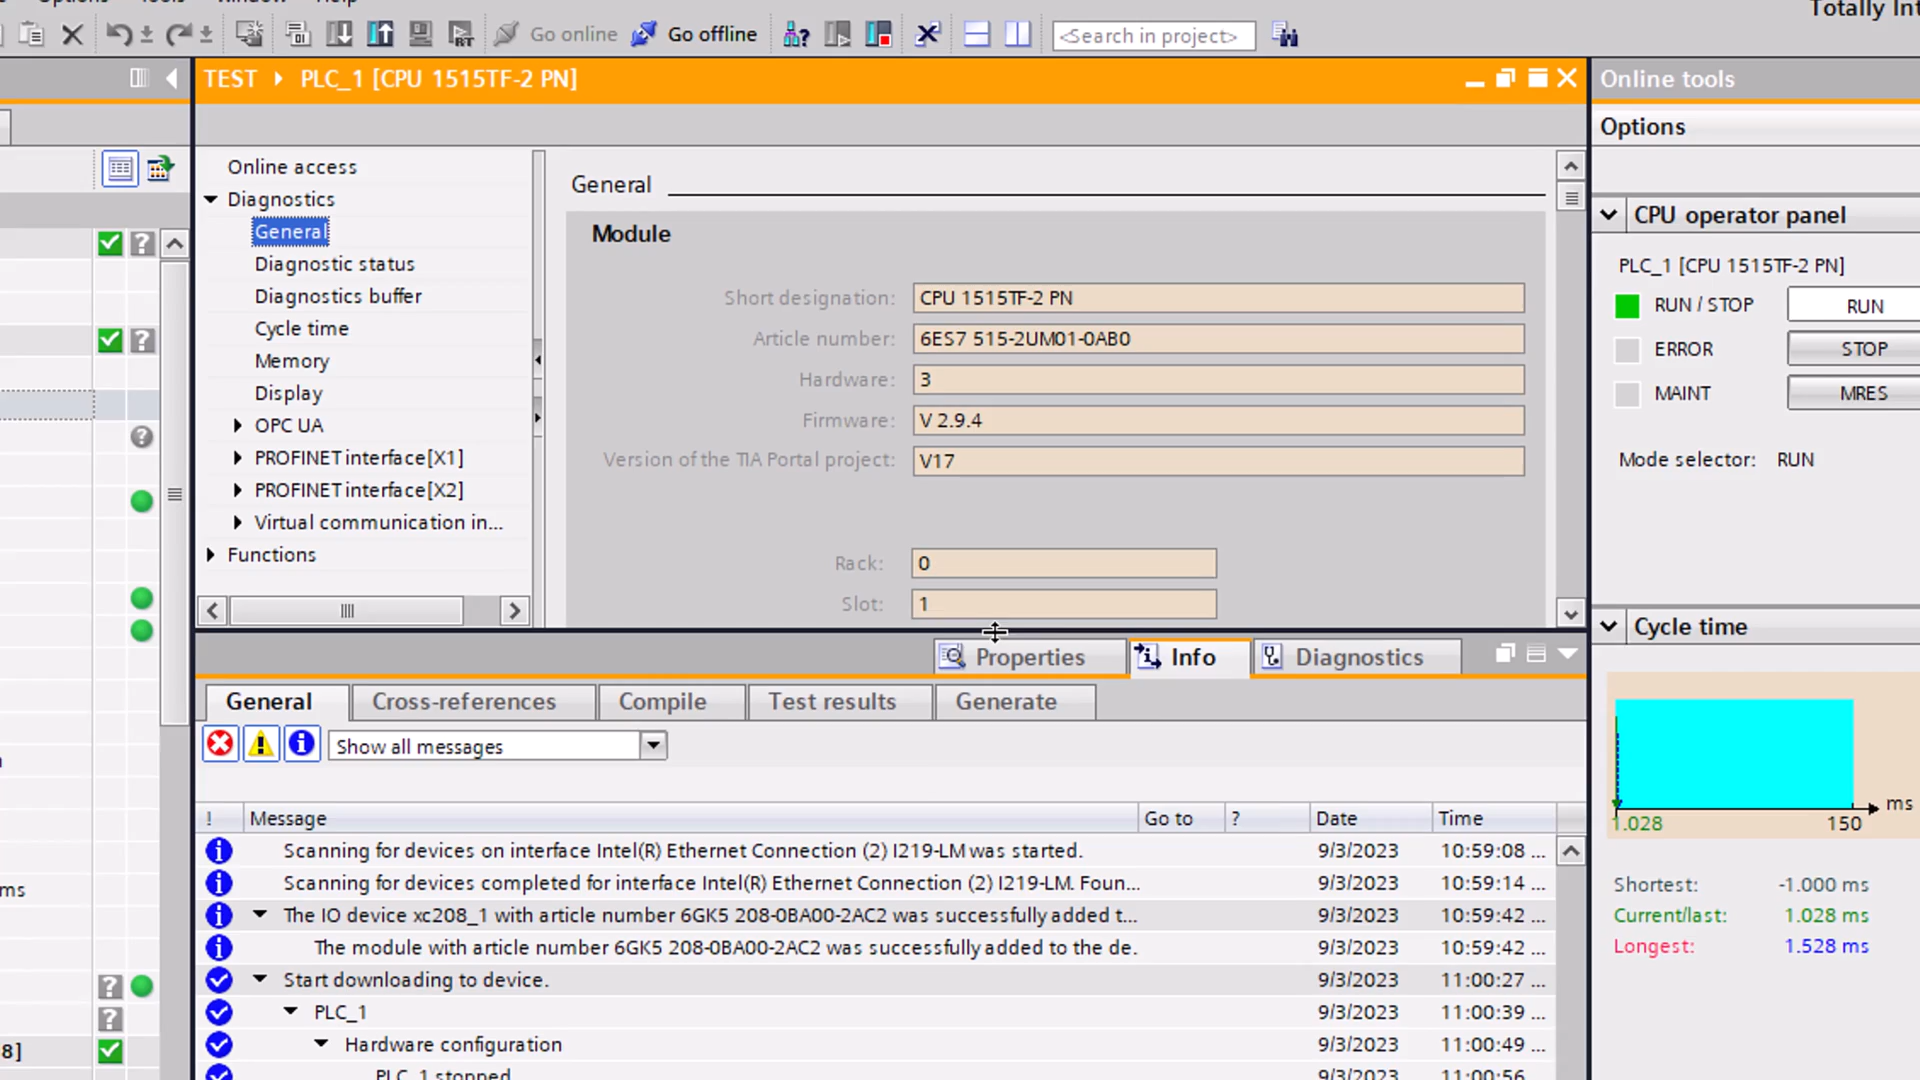 Options Tools Window Help
Totally Int
Go online Go offline <Search in project>
TEST PLC_1 [CPU 1515TF-2 PN]
Online tools
Options
Online access
Diagnostics
General
Diagnostic status
Diagnostics buffer
Cycle time
Memory
Display
OPC UA
PROFINET interface[X1]
PROFINET interface[X2]
Virtual communication in...
Functions
General
Module
Short designation: CPU 1515TF-2 PN
Article number: 6ES7 515-2UM01-0AB0
Hardware: 3
Firmware: V 2.9.4
Version of the TIA Portal project: V17
Rack: 0
Slot: 1
CPU operator panel
PLC_1 [CPU 1515TF-2 PN]
RUN / STOP RUN
ERROR STOP
MAINT MRES
Mode selector: RUN
Cycle time
ms
1.028 150
Shortest: -1.000 ms
Current/last: 1.028 ms
Longest: 1.528 ms
Properties Info Diagnostics
General Cross-references Compile Test results Generate
Show all messages
! Message Go to ? Date Time
Scanning for devices on interface Intel(R) Ethernet Connection (2) I219-LM was started. 9/3/2023 10:59:08 ...
Scanning for devices completed for interface Intel(R) Ethernet Connection (2) I219-LM. Foun... 9/3/2023 10:59:14 ...
The IO device xc208_1 with article number 6GK5 208-0BA00-2AC2 was successfully added t... 9/3/2023 10:59:42 ...
The module with article number 6GK5 208-0BA00-2AC2 was successfully added to the de. 9/3/2023 10:59:42 ...
Start downloading to device. 9/3/2023 11:00:27 ...
PLC_1 9/3/2023 11:00:39 ...
Hardware configuration 9/3/2023 11:00:49 ...
PLC_1 stopped 9/3/2023 11:00:56
ms
8]